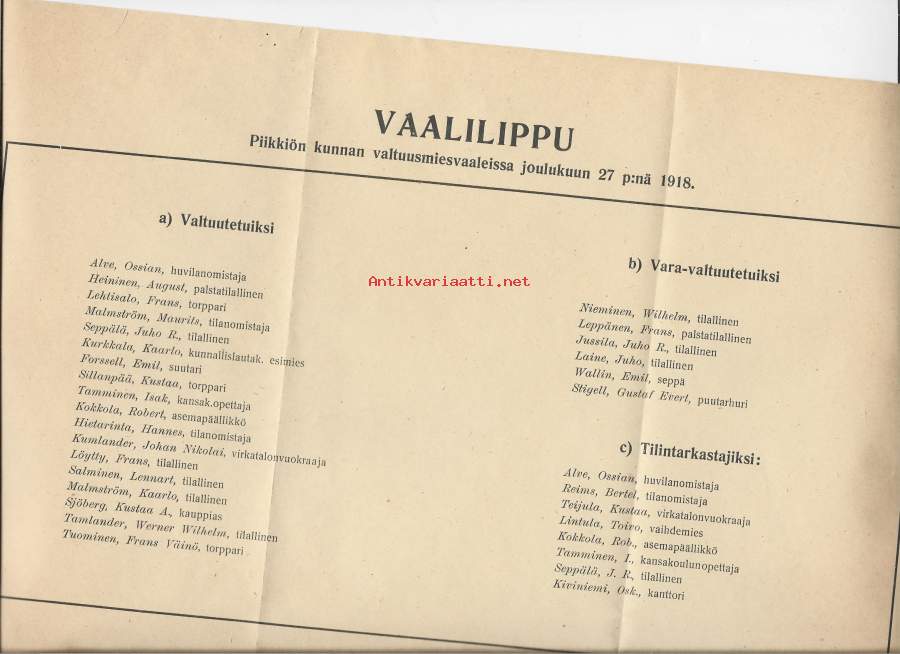 VAALILIPPU
Piikkiön kunnan valtuusmiesvaaleissa joulukuun 27 p:nä 1918.
a) Valtuutetuiksi
Alve, Ossian, huvilanomistaja
Heininen, August, palstatilallinen
Lehtisalo, Frans, torppari
Malmström, Maurits, tilanomistaja
Seppälä, Juho R., tilallinen
Kurkkala, Kaarlo, kunnallislautak. esimies
Forssell, Emil, suutari
Sillanpää, Kustaa, torppari
Tamminen, Isak, kansak.opettaja
Kokkola, Robert, asemapäällikkö
Hietarinta, Hannes, tilanomistaja
Kumlander, Johan Nikolai, virkatalonvuokraaja
Löytty, Frans, tilallinen
Salminen, Lennart, tilallinen
Malmström, Kaarlo, tilallinen
Sjöberg, Kustaa A., kauppias
Tamlander, Werner Wilhelm, tilallinen
Tuominen, Frans Väinö, torppari
Antikvariaatti.net
b) Vara-valtuutetuiksi
Nieminen, Wilhelm, tilallinen
Leppänen, Frans, palstatilallinen
Jussila, Juho R., tilallinen
Laine, Juho, tilallinen
Wallin, Emil, seppä
Stigell, Gustaf Evert, puutarhuri
c) Tilintarkastajiksi:
Alve, Ossian, huvilanomistaja
Reims, Bertel, tilanomistaja
Teijula, Kustaa, virkatalonvuokraaja
Lintula, Toivo, vaihdemies
Kokkola, Rob., asemapäällikkö
Tamminen, I., kansakoulunopettaja
Seppälä, J. R., tilallinen
Kiviniemi, Osk., kanttori